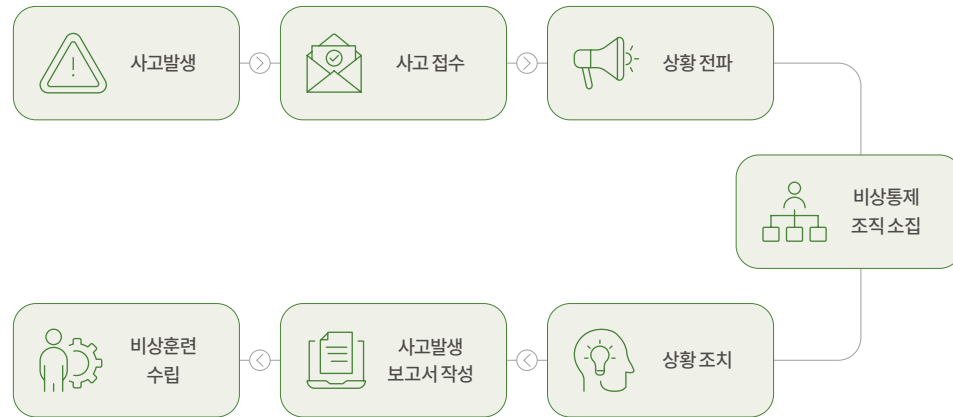 사고발생
사고 접수
상황 전파
비상통제
조직 소집
상황 조치
사고발생
보고서 작성
비상훈련
수립